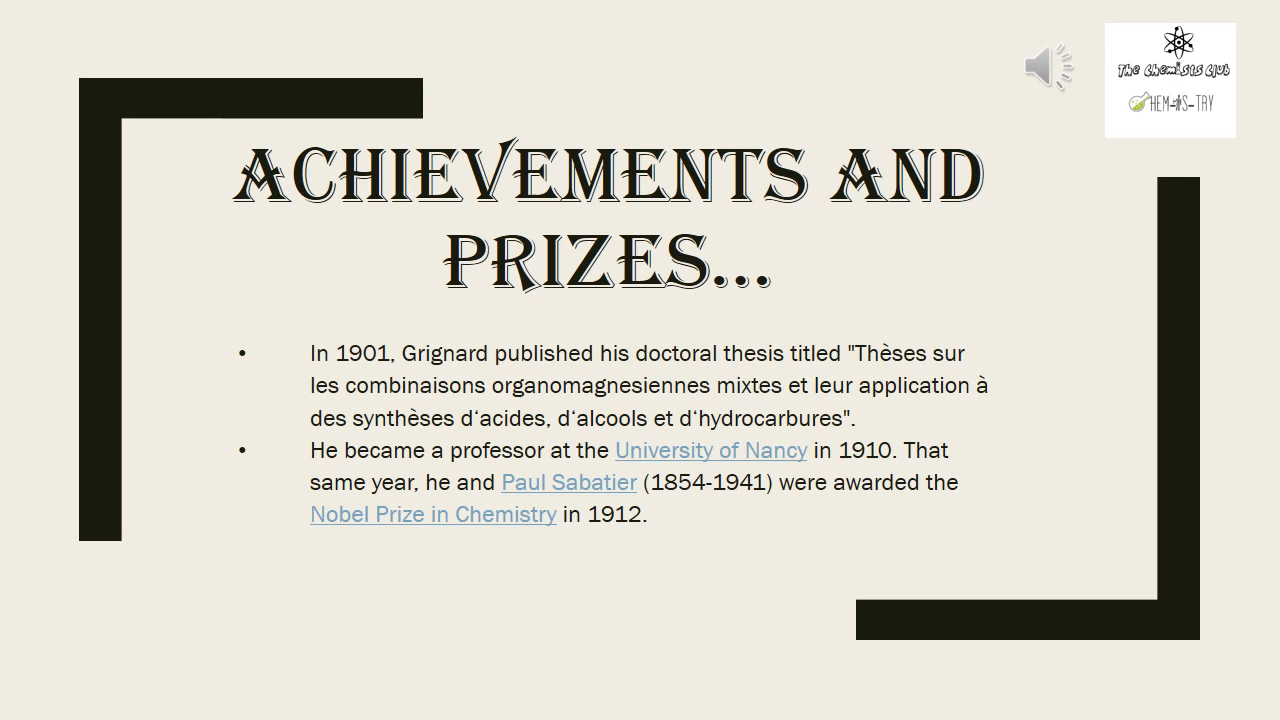 The Chemists Club
CHEM-IS-TRY
ACHIEVEMENTS AND
PRIZES...
• In 1901, Grignard published his doctoral thesis titled "Thèses sur
les combinaisons organomagnesiennes mixtes et leur application à
des synthèses d‘acides, d‘alcools et d‘hydrocarbures".
• He became a professor at the University of Nancy in 1910. That
same year, he and Paul Sabatier (1854-1941) were awarded the
Nobel Prize in Chemistry in 1912.